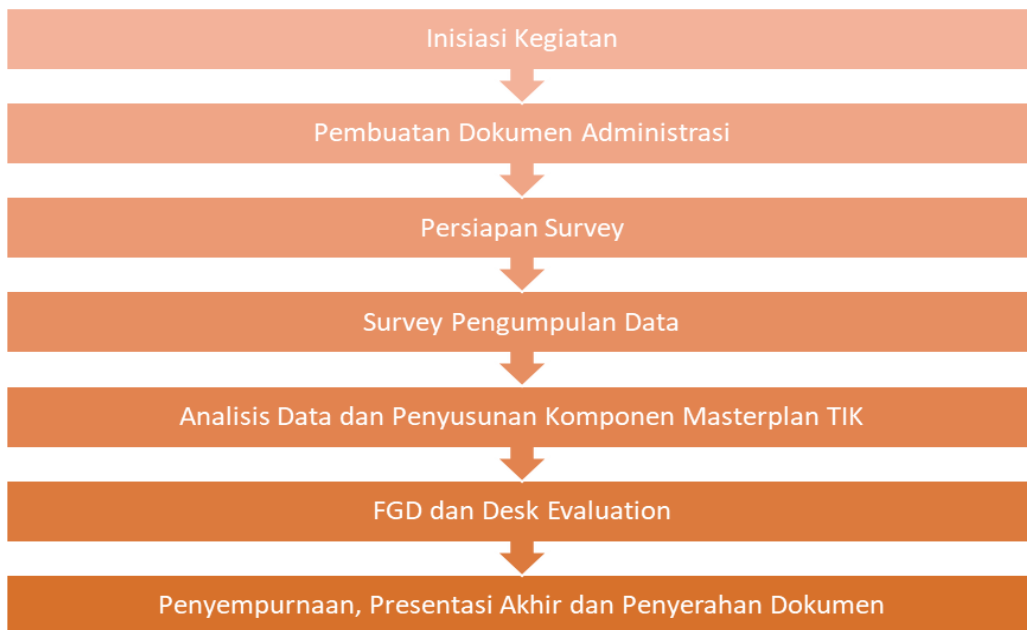 Inisiasi Kegiatan
Pembuatan Dokumen Administrasi
Persiapan Survey
Survey Pengumpulan Data
Analisis Data dan Penyusunan Komponen Masterplan TIK
FGD dan Desk Evaluation
Penyempurnaan, Presentasi Akhir dan Penyerahan Dokumen